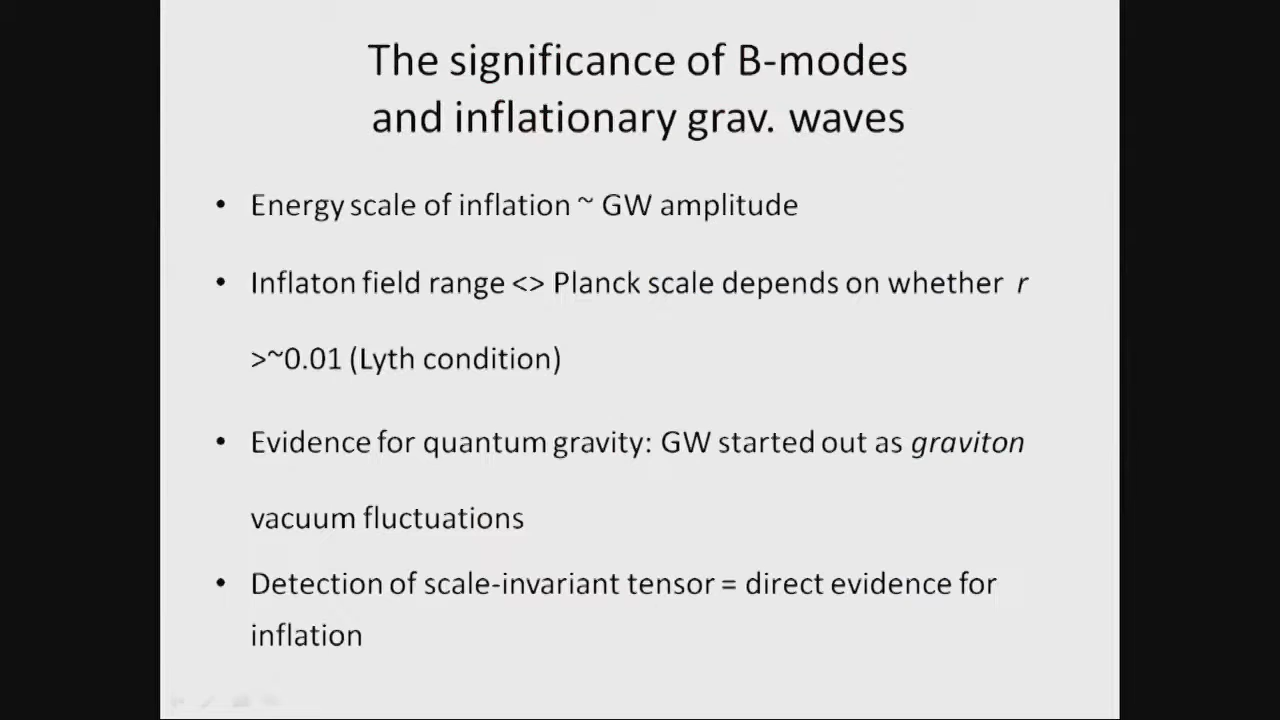 The significance of B-modes
and inflationary grav. waves
• Energy scale of inflation ~ GW amplitude
• Inflaton field range <> Planck scale depends on whether r
>~0.01 (Lyth condition)
• Evidence for quantum gravity: GW started out as graviton
vacuum fluctuations
• Detection of scale-invariant tensor = direct evidence for
inflation